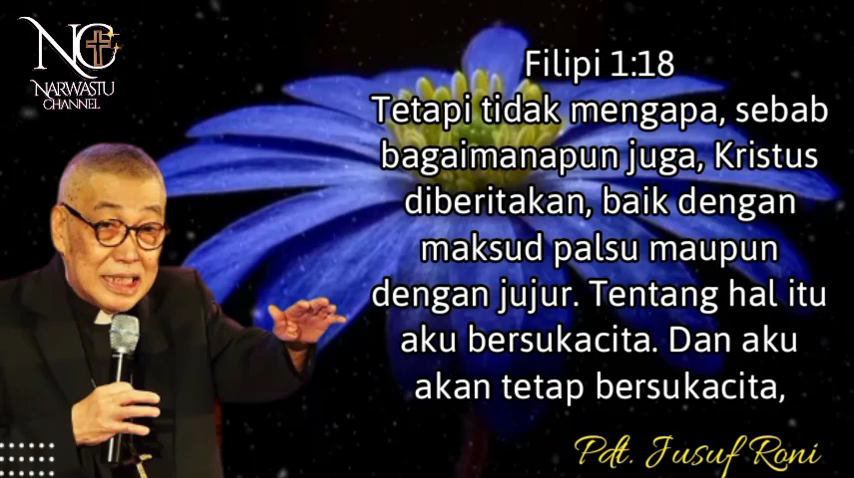 NC
NARWASTU
CHANNEL
Filipi 1:18
Tetapi tidak mengapa, sebab
bagaimanapun juga, Kristus
diberitakan, baik dengan
maksud palsu maupun
dengan jujur. Tentang hal itu
aku bersukacita. Dan aku
akan tetap bersukacita,
Pdt. Jusuf Roni